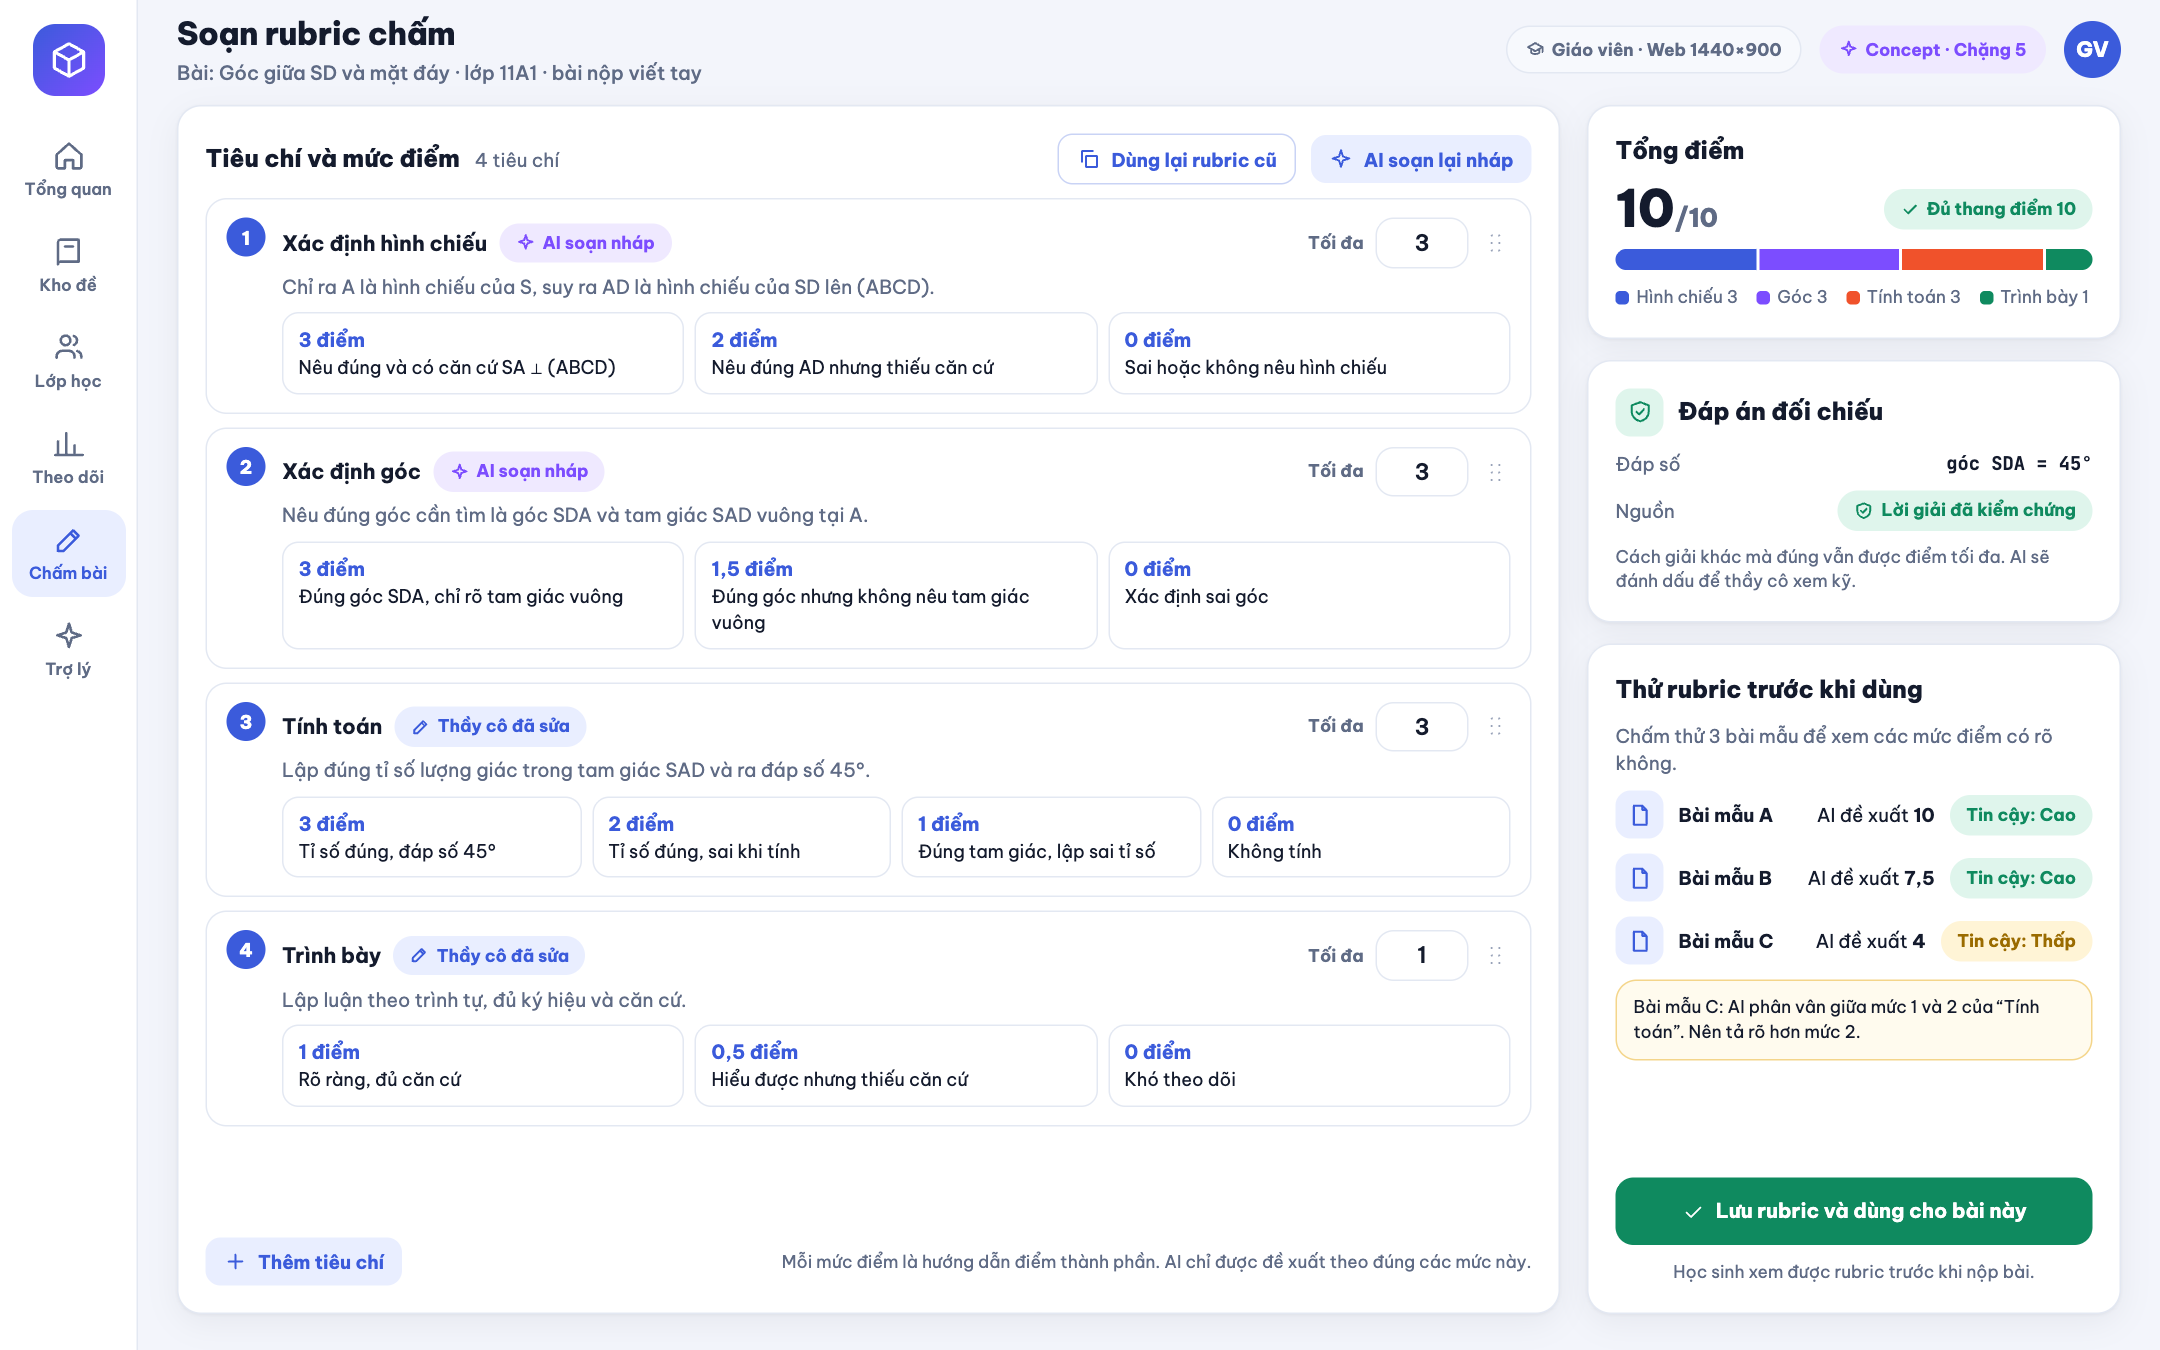 Soạn rubric chấm
Bài: Góc giữa SD và mặt đáy · lớp 11A1 · bài nộp viết tay
Giáo viên · Web 1440×900
Concept · Chặng 5
GV
Tổng quan
Kho đề
Lớp học
Theo dõi
Chấm bài
Trợ lý
Tiêu chí và mức điểm 4 tiêu chí
Dùng lại rubric cũ
AI soạn lại nháp
1 Xác định hình chiếu AI soạn nháp Tối đa 3
Chỉ ra A là hình chiếu của S, suy ra AD là hình chiếu của SD lên (ABCD).
3 điểm
Nêu đúng và có căn cứ SA ⊥ (ABCD)
2 điểm
Nêu đúng AD nhưng thiếu căn cứ
0 điểm
Sai hoặc không nêu hình chiếu
2 Xác định góc AI soạn nháp Tối đa 3
Nêu đúng góc cần tìm là góc SDA và tam giác SAD vuông tại A.
3 điểm
Đúng góc SDA, chỉ rõ tam giác vuông
1,5 điểm
Đúng góc nhưng không nêu tam giác
vuông
0 điểm
Xác định sai góc
3 Tính toán Thầy cô đã sửa Tối đa 3
Lập đúng tỉ số lượng giác trong tam giác SAD và ra đáp số 45°.
3 điểm
Tỉ số đúng, đáp số 45°
2 điểm
Tỉ số đúng, sai khi tính
1 điểm
Đúng tam giác, lập sai tỉ số
0 điểm
Không tính
4 Trình bày Thầy cô đã sửa Tối đa 1
Lập luận theo trình tự, đủ ký hiệu và căn cứ.
1 điểm
Rõ ràng, đủ căn cứ
0,5 điểm
Hiểu được nhưng thiếu căn cứ
0 điểm
Khó theo dõi
Thêm tiêu chí
Mỗi mức điểm là hướng dẫn điểm thành phần. AI chỉ được đề xuất theo đúng các mức này.
Tổng điểm
10/10
Đủ thang điểm 10
Hình chiếu 3 Góc 3 Tính toán 3 Trình bày 1
Đáp án đối chiếu
Đáp số góc SDA = 45°
Nguồn Lời giải đã kiểm chứng
Cách giải khác mà đúng vẫn được điểm tối đa. AI sẽ
đánh dấu để thầy cô xem kỹ.
Thử rubric trước khi dùng
Chấm thử 3 bài mẫu để xem các mức điểm có rõ
không.
Bài mẫu A AI đề xuất 10 Tin cậy: Cao
Bài mẫu B AI đề xuất 7,5 Tin cậy: Cao
Bài mẫu C AI đề xuất 4 Tin cậy: Thấp
Bài mẫu C: AI phân vân giữa mức 1 và 2 của “Tính
toán”. Nên tả rõ hơn mức 2.
Lưu rubric và dùng cho bài này
Học sinh xem được rubric trước khi nộp bài.